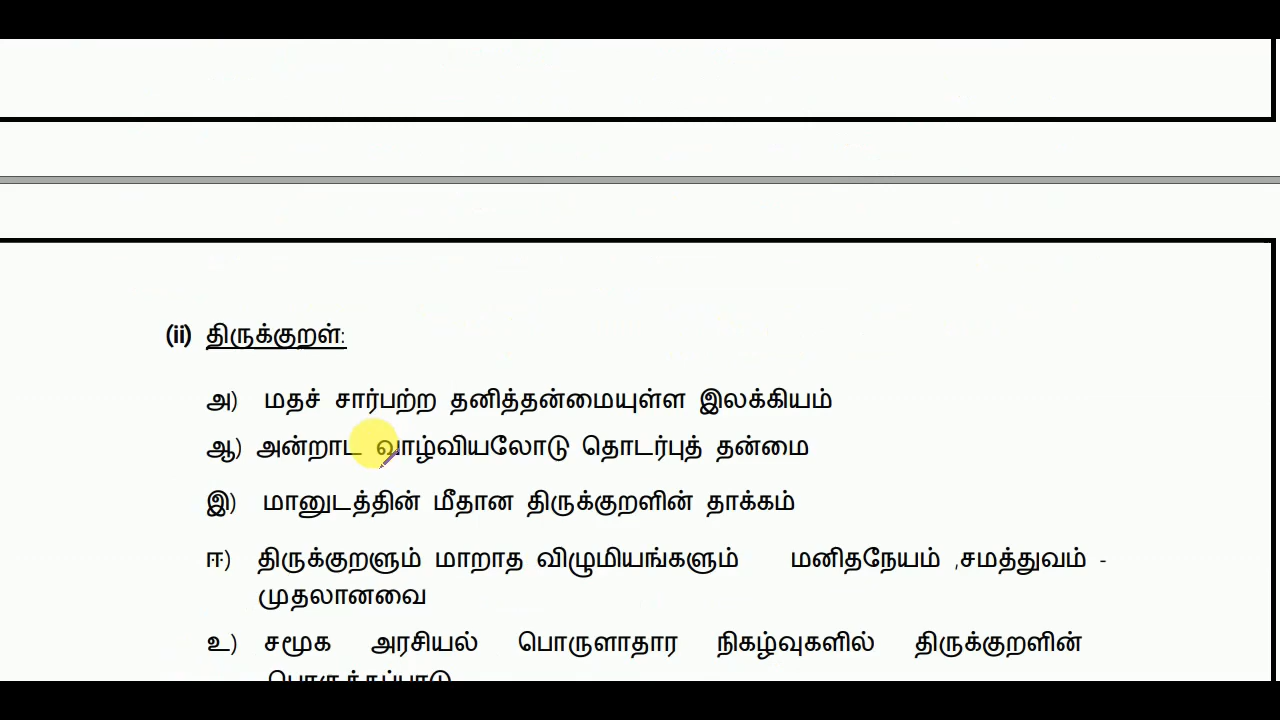 (ii) திருக்குறள்:
அ) மதச் சார்பற்ற தனித்தன்மையுள்ள இலக்கியம்
ஆ) அன்றாட வாழ்வியலோடு தொடர்புத் தன்மை
இ) மானுடத்தின் மீதான திருக்குறளின் தாக்கம்
ஈ) திருக்குறளும் மாறாத விழுமியங்களும் மனிதநேயம் ,சமத்துவம் -
முதலானவை
உ) சமூக அரசியல் பொருளாதார நிகழ்வுகளில் திருக்குறளின்